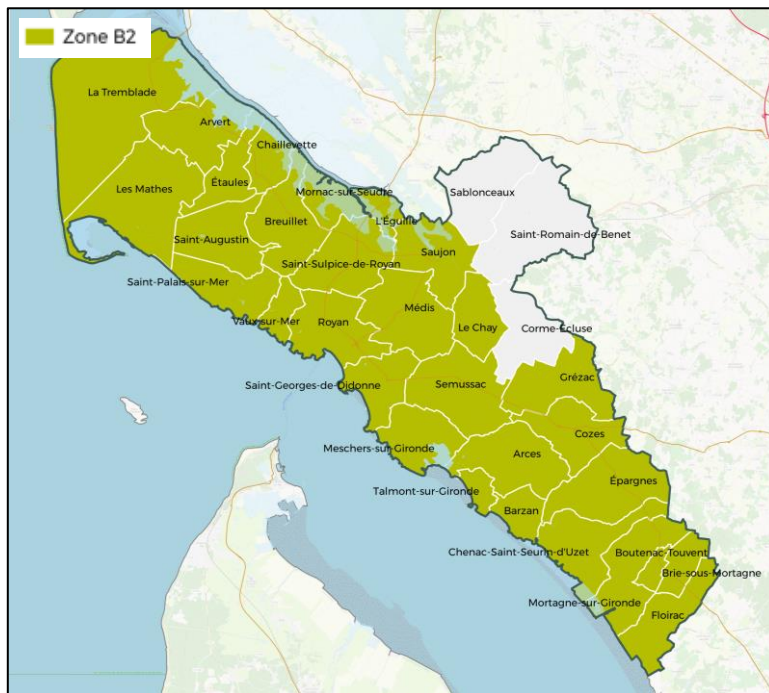 Zone B2
La Tremblade
Arvert
Chaillevette
Les Mathes
Étaules
Mornac-sur-Seudre
Sablonceaux
Breuillet
L'Éguille
Saint-Augustin
Saujon
Saint-Romain-de-Benet
Saint-Sulpice-de-Royan
Saint-Palais-sur-Mer
Médis
Vaux-sur-Mer
Royan
Le Chay
Corme-Écluse
Saint-Georges-de-Didonne
Semussac
Grézac
Cozes
Meschers-sur-Gironde
Arces
Épargnes
Talmont-sur-Gironde
Barzan
Chenac-Saint-Seurin-d'Uzet
Boutenac-Touvent
Brie-sous-Mortagne
Mortagne-sur-Gironde
Floirac